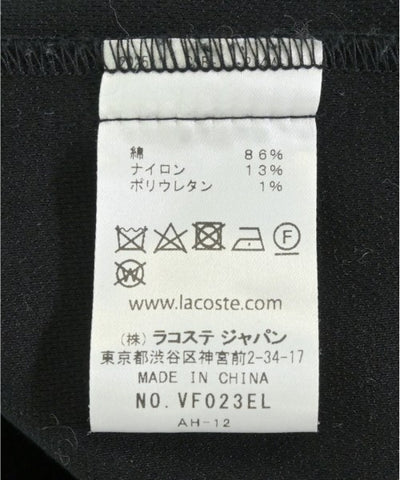 綿 86%
ナイロン 13%
ポリウレタン 1%
F
W
www.lacoste.com
(株) ラコステ ジャパン
東京都渋谷区神宮前2-34-17
MADE IN CHINA
NO. VF023EL
AH-12